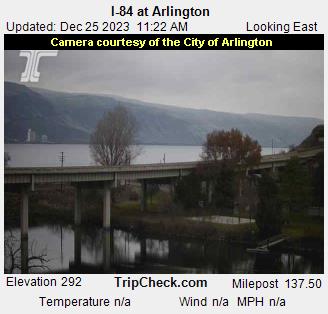 I-84 at Arlington
Updated: Dec 25 2023 11:22 AM Looking East
Camera courtesy of the City of Arlington
Elevation 292 TripCheck.com Milepost 137.50
Temperature n/a Wind n/a MPH n/a